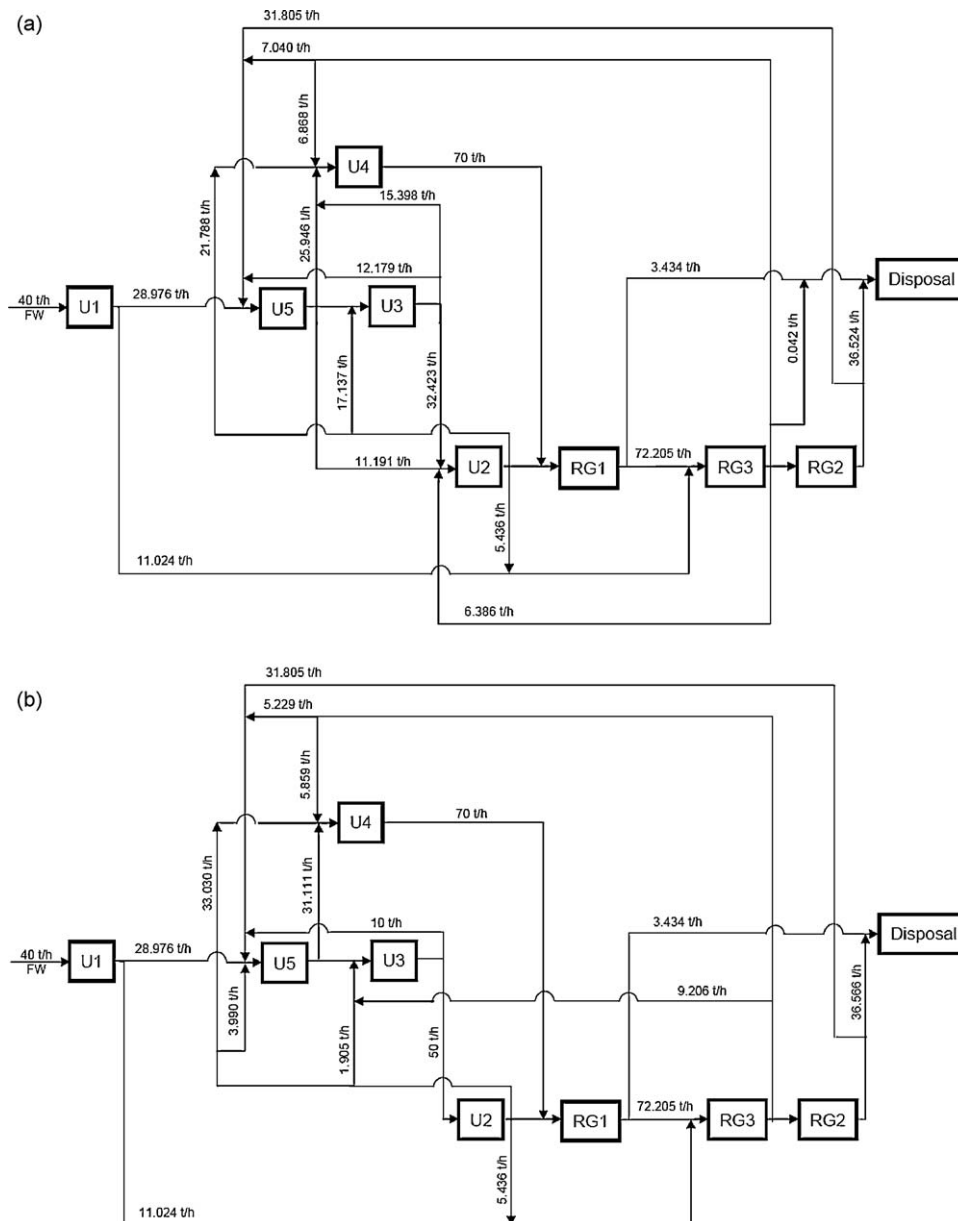 (a)
31.805 t/h
7.040 t/h
6.868 t/h
U4
70 t/h
15.398 t/h
21.788 t/h
25.946 t/h
12.179 t/h
3.434 t/h
Disposal
40 t/h
FW
U1
28.976 t/h
U5
U3
17.137 t/h
32.423 t/h
0.042 t/h
36.524 t/h
11.191 t/h
U2
RG1
72.205 t/h
RG3
RG2
5.436 t/h
11.024 t/h
6.386 t/h
(b)
31.805 t/h
5.229 t/h
5.859 t/h
U4
70 t/h
33.030 t/h
31.111 t/h
10 t/h
3.434 t/h
Disposal
40 t/h
FW
U1
28.976 t/h
U5
U3
3.990 t/h
9.206 t/h
36.566 t/h
1.905 t/h
50 t/h
U2
RG1
72.205 t/h
RG3
RG2
5.436 t/h
11.024 t/h